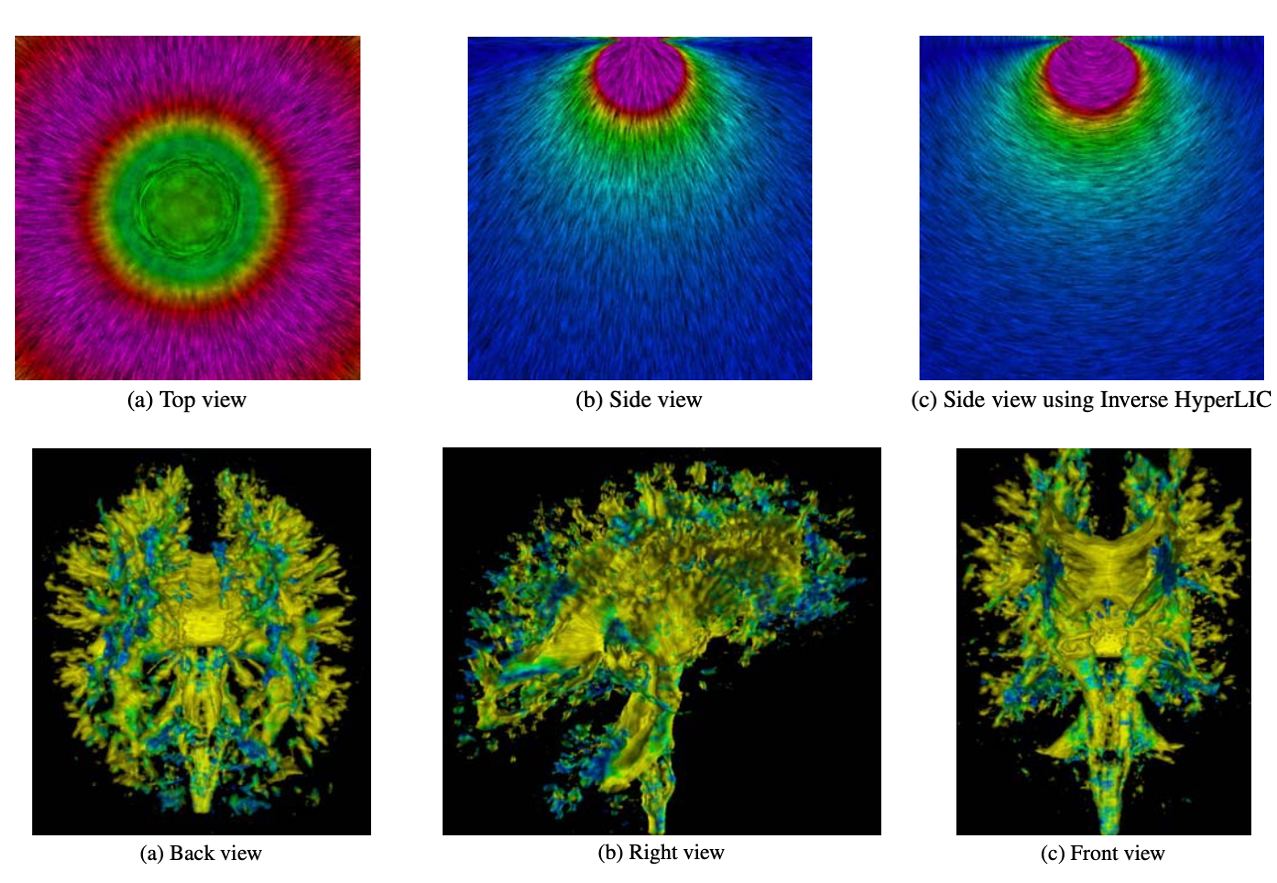 (a) Top view
(b) Side view
(c) Side view using Inverse HyperLIC
(a) Back view
(b) Right view
(c) Front view